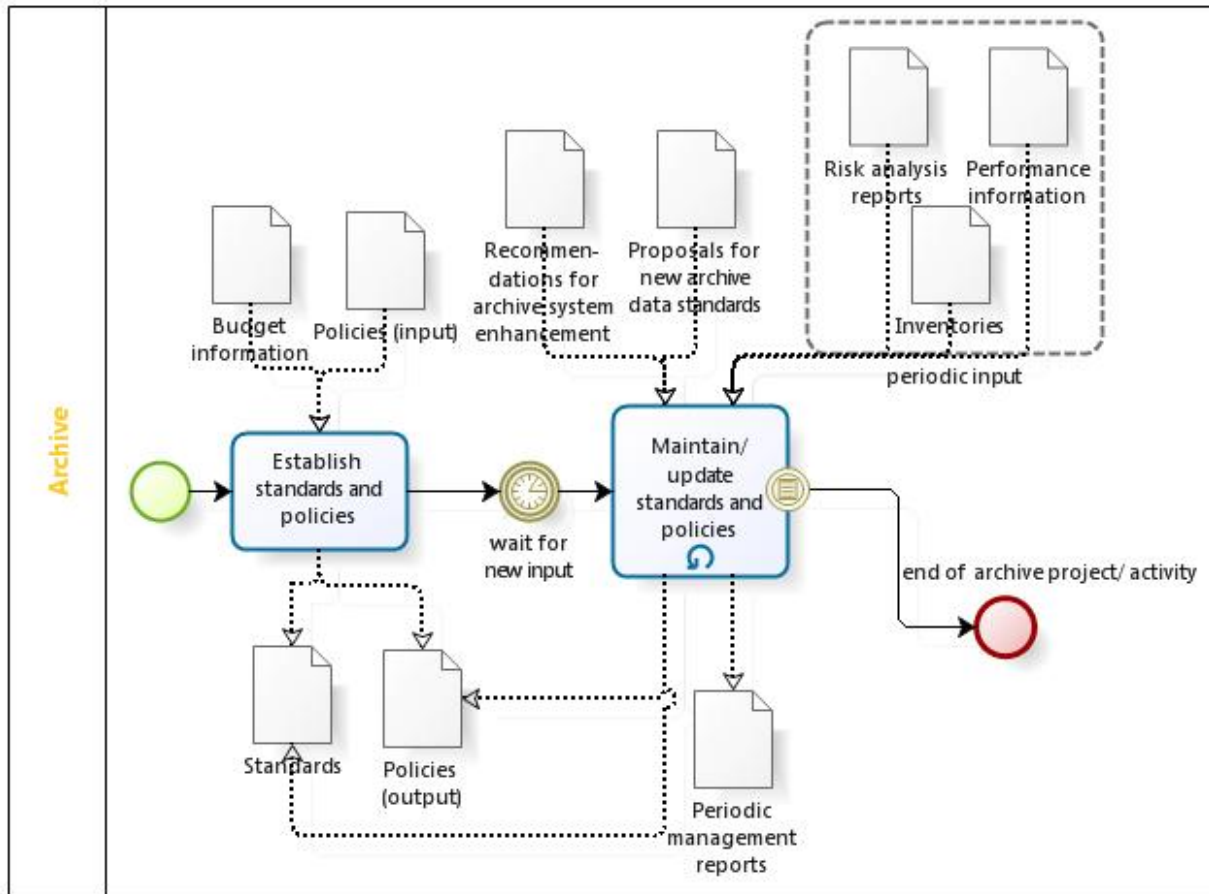 Archive
Risk analysis
reports
Performance
information
Inventories
periodic input
Recommen-
dations for
archive system
enhancement
Proposals for
new archive
data standards
Budget
information
Policies (input)
Establish
standards and
policies
wait for
new input
Maintain/
update
standards and
policies
end of archive project/ activity
Standards
Policies
(output)
Periodic
management
reports